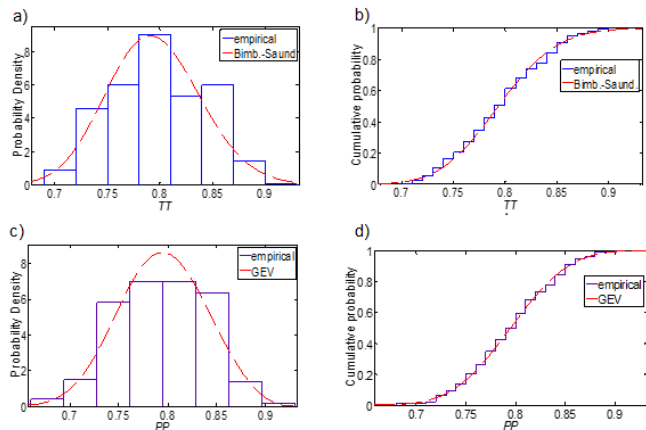 a)
Probability Density
8
6
4
2
0
0.7
0.75
0.8
0.85
0.9
TT
empirical
Bimb.-Saund
b)
Cumulative probability
1.0
0.8
0.6
0.4
0.2
0
0.7
0.75
0.8
0.85
0.9
TT
empirical
Bimb.-Saund.
c)
Probability Density
8
6
4
2
0
0.7
0.75
0.8
0.85
0.9
PP
empirical
GEV
d)
Cumulative probability
1.0
0.8
0.6
0.4
0.2
0
0.7
0.75
0.8
0.85
0.9
PP
empirical
GEV